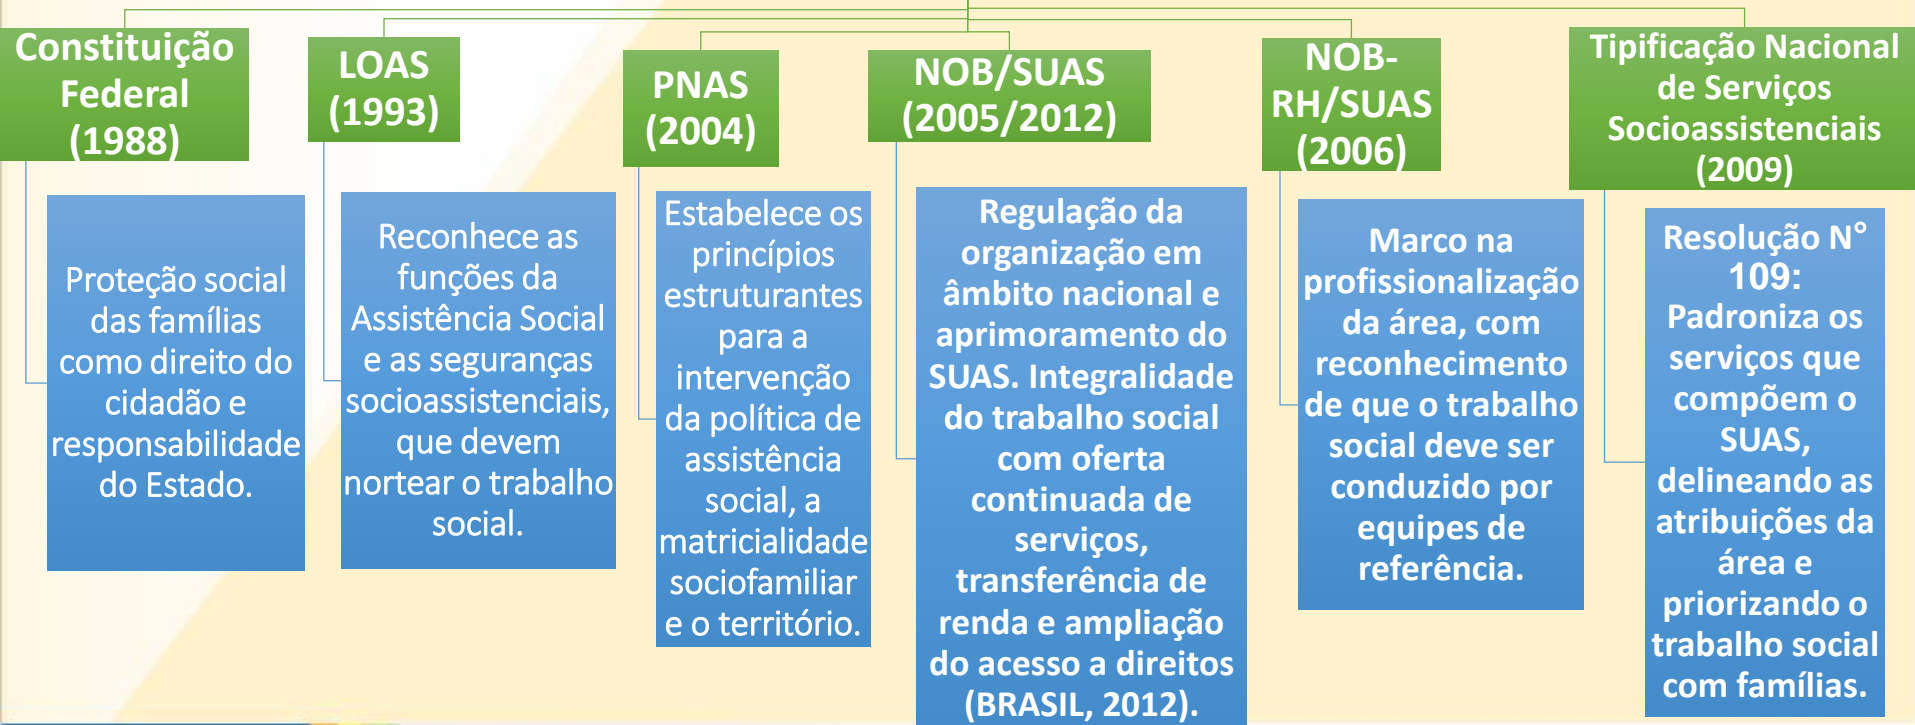 Constituição
Federal
(1988)
Proteção social
das famílias
como direito do
cidadão e
responsabilidade
do Estado.
LOAS
(1993)
Reconhece as
funções da
Assistência Social
e as seguranças
socioassistenciais,
que devem
nortear o trabalho
social.
PNAS
(2004)
Estabelece os
princípios
estruturantes
para a
intervenção
da política de
assistência
social, a
matricialidade
sociofamiliar
e o território.
NOB/SUAS
(2005/2012)
Regulação da
organização em
âmbito nacional e
aprimoramento do
SUAS. Integralidade
do trabalho social
com oferta
continuada de
serviços,
transferência de
renda e ampliação
do acesso a direitos
(BRASIL, 2012).
NOB-
RH/SUAS
(2006)
Marco na
profissionalização
da área, com
reconhecimento
de que o trabalho
social deve ser
conduzido por
equipes de
referência.
Tipificação Nacional
de Serviços
Socioassistenciais
(2009)
Resolução N°
109:
Padroniza os
serviços que
compõem o
SUAS,
delineando as
atribuições da
área e
priorizando o
trabalho social
com famílias.